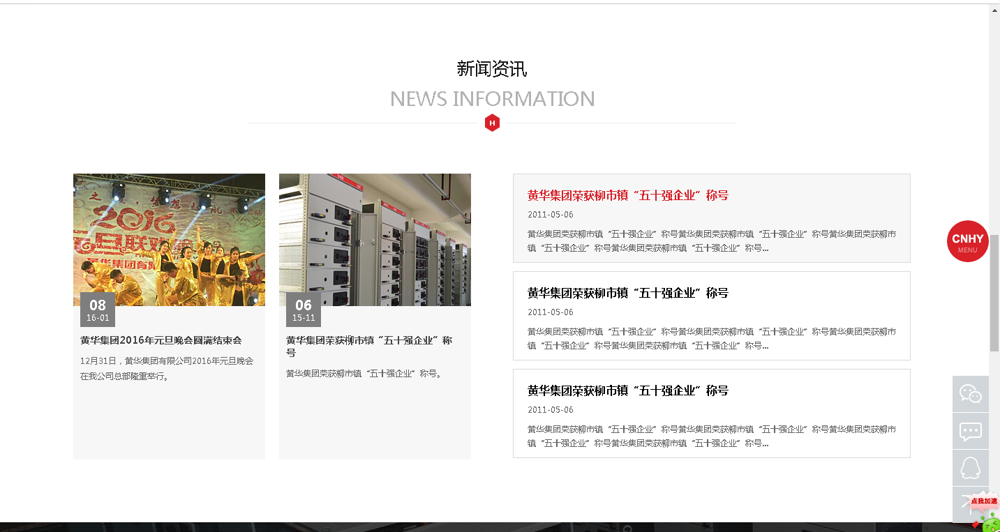 新闻资讯
NEWS INFORMATION
H
2016
黄华集团有限
08
16-01
黄华集团2016年元旦晚会圆满结束会
12月31日，黄华集团有限公司2016年元旦晚会
在我公司总部隆重举行。
06
15-11
黄华集团荣获柳市镇“五十强企业”称
号
黄华集团荣获柳市镇“五十强企业”称号。
黄华集团荣获柳市镇“五十强企业”称号
2011-05-06
黄华集团荣获柳市镇“五十强企业”称号黄华集团荣获柳市镇“五十强企业”称号黄华集团荣获柳市
镇“五十强企业”称号黄华集团荣获柳市镇“五十强企业”称号...
黄华集团荣获柳市镇“五十强企业”称号
2011-05-06
黄华集团荣获柳市镇“五十强企业”称号黄华集团荣获柳市镇“五十强企业”称号黄华集团荣获柳市
镇“五十强企业”称号黄华集团荣获柳市镇“五十强企业”称号...
黄华集团荣获柳市镇“五十强企业”称号
2011-05-06
黄华集团荣获柳市镇“五十强企业”称号黄华集团荣获柳市镇“五十强企业”称号黄华集团荣获柳市
镇“五十强企业”称号黄华集团荣获柳市镇“五十强企业”称号...
CNHY
MENU
点我加速